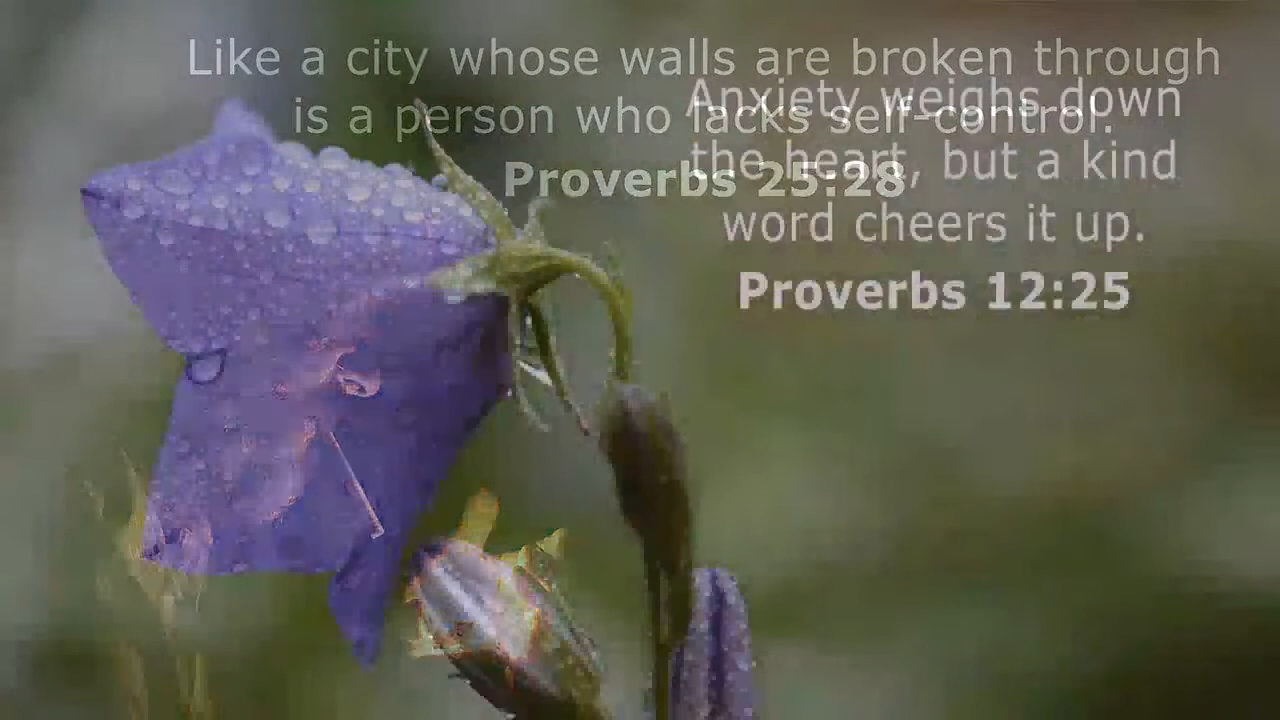 Like a city whose walls are broken through
is a person who lacks self-control.
Proverbs 25:28
Anxiety weighs down
the heart, but a kind
word cheers it up.
Proverbs 12:25